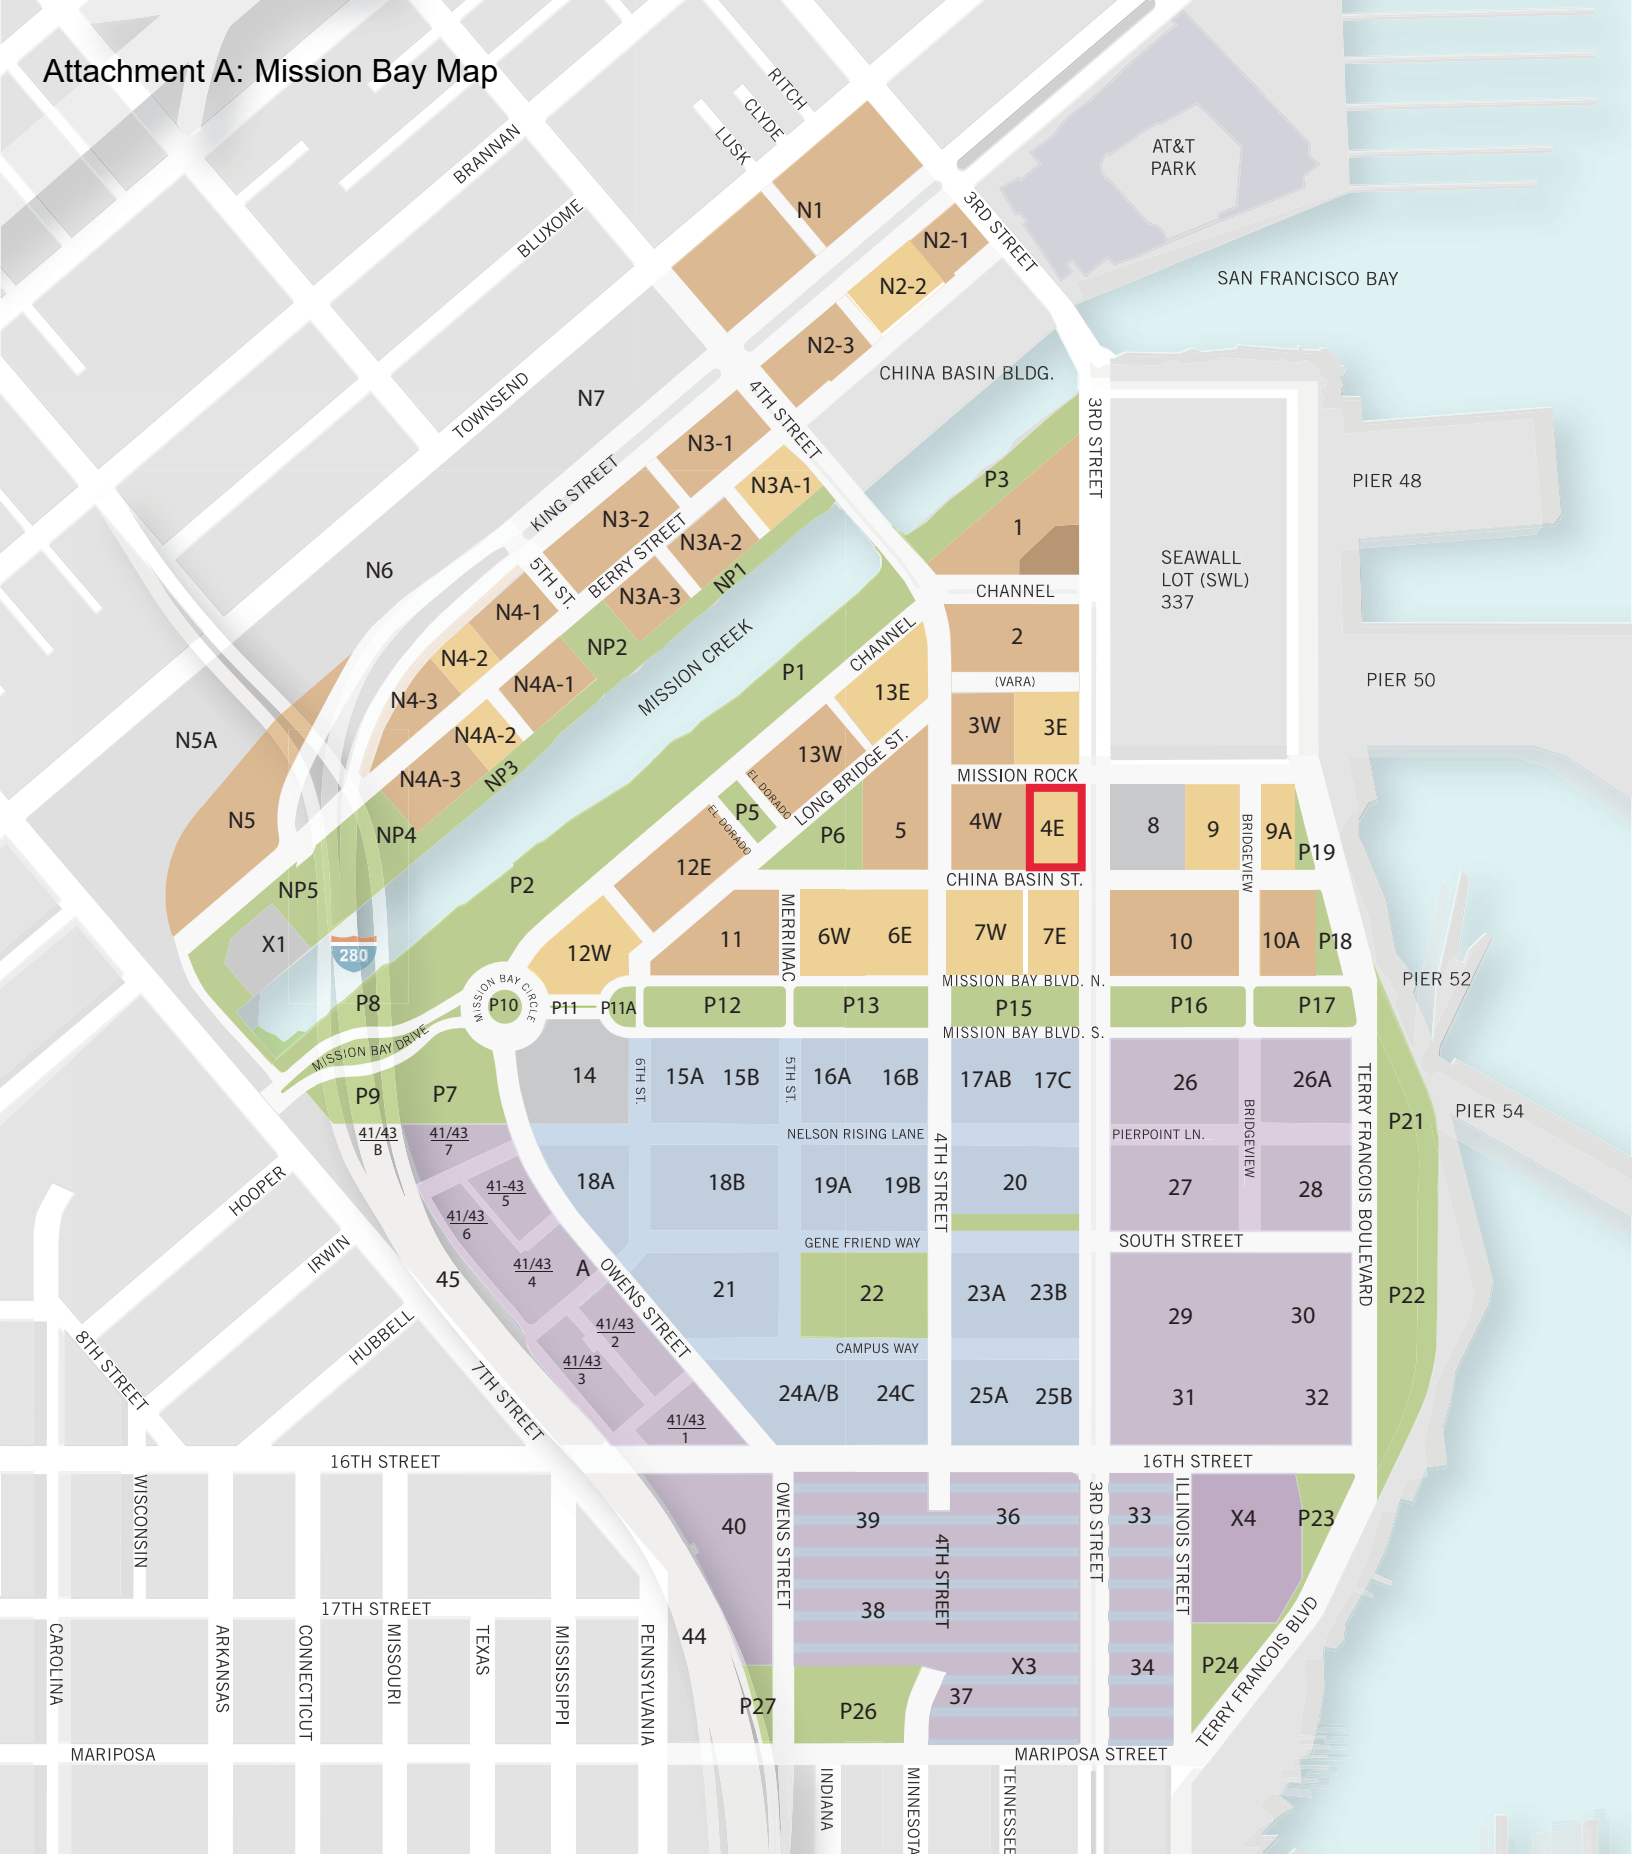 Attachment A: Mission Bay Map
RITCH
CLYDE
LUSK
BRANNAN
BLUXOME
TOWNSEND
AT&T
PARK
3RD STREET
SAN FRANCISCO BAY
N1
N2-1
N2-2
N2-3
CHINA BASIN BLDG.
N7
4TH STREET
N3-1
KING STREET
N3A-1
N3-2
BERRY STREET
N3A-2
3RD STREET
P3
1
PIER 48
SEAWALL
LOT (SWL)
337
N6
5TH ST.
N3A-3
NP1
N4-1
NP2
CHANNEL
2
CHANNEL
MISSION CREEK
P1
N4-2
N4A-1
N4-3
13E
(VARA)
PIER 50
N5A
N4A-2
3W
3E
13W
LONG BRIDGE ST.
N4A-3
NP3
EL DORADO
MISSION ROCK
N5
NP4
P5
EL DORADO
P6
5
4W
4E
8
9
BRIDGEVIEW
9A
P19
12E
CHINA BASIN ST.
NP5
P2
X1
280
12W
11
MERRIMAC
6W
6E
7W
7E
10
10A
P18
MISSION BAY BLVD. N.
PIER 52
P8
MISSION BAY CIRCLE
P10
P11
P11A
P12
P13
P15
P16
P17
MISSION BAY BLVD. S.
MISSION BAY DRIVE
P9
P7
14
6TH ST.
15A
15B
5TH ST.
16A
16B
17AB
17C
26
26A
TERRY FRANCOIS BOULEVARD
P21
PIER 54
41/43
B
41/43
7
NELSON RISING LANE
4TH STREET
PIERPOINT LN.
BRIDGEVIEW
HOOPER
41-43
5
18A
18B
19A
19B
20
27
28
41/43
6
IRWIN
GENE FRIEND WAY
SOUTH STREET
45
41/43
4
A
OWENS STREET
21
22
23A
23B
29
30
P22
8TH STREET
HUBBELL
41/43
2
41/43
3
CAMPUS WAY
7TH STREET
41/43
1
24A/B
24C
25A
25B
31
32
16TH STREET
16TH STREET
WISCONSIN
40
OWENS STREET
39
4TH STREET
36
3RD STREET
33
ILLINOIS STREET
X4
P23
17TH STREET
38
CAROLINA
ARKANSAS
CONNECTICUT
MISSOURI
TEXAS
MISSISSIPPI
PENNSYLVANIA
44
X3
34
P24
TERRY FRANCOIS BLVD
P27
P26
37
MARIPOSA
MARIPOSA STREET
INDIANA
MINNESOTA
TENNESSEE